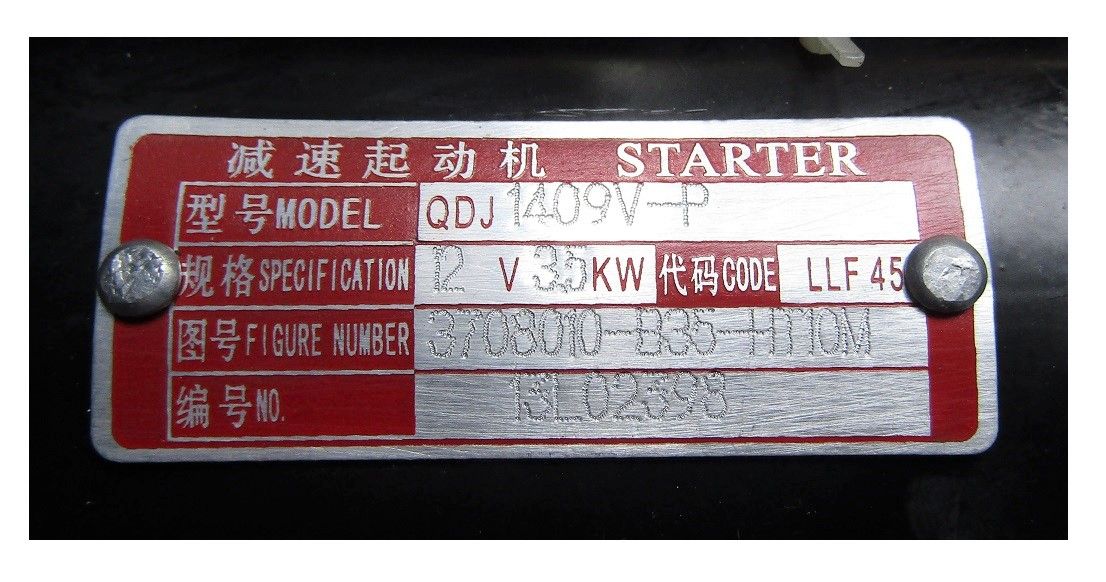 减速起动机 STARTER
型号MODEL QDJ 1409V-P
规格SPECIFICATION 12 V 3.5 KW 代码CODE LLF 45
图号FIGURE NUMBER 3708010-B35-HT10M
编号NO. 13L02398